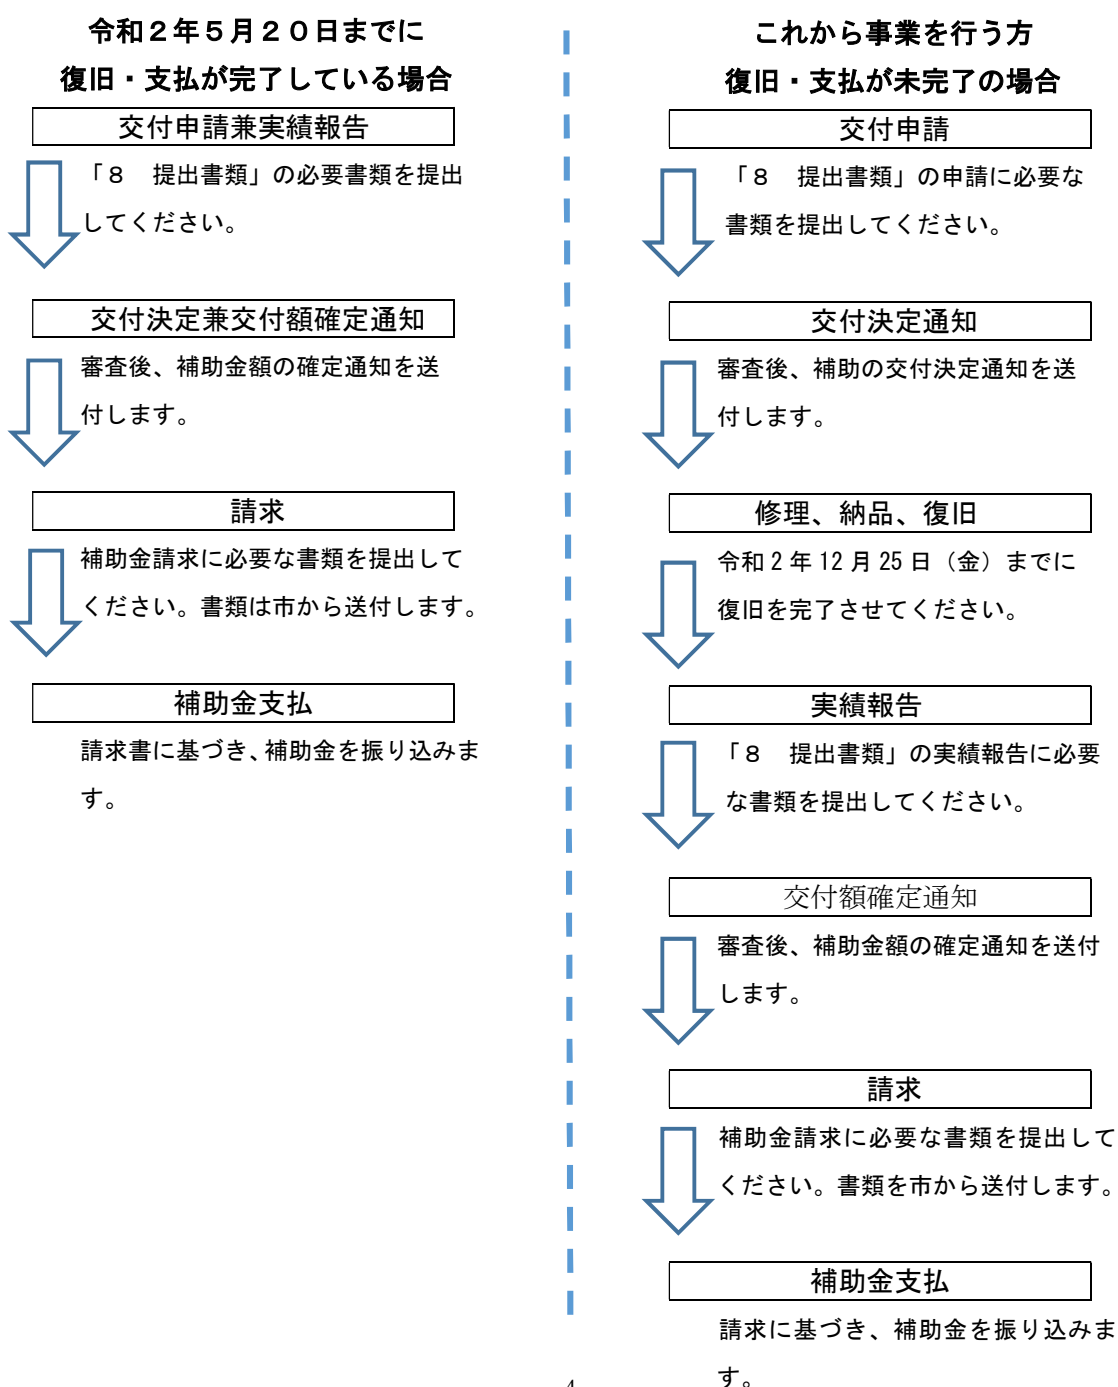 令和２年５月２０日までに
復旧・支払が完了している場合
交付申請兼実績報告
「８　提出書類」の必要書類を提出
してください。
交付決定兼交付額確定通知
審査後、補助金額の確定通知を送
付します。
請求
補助金請求に必要な書類を提出して
ください。書類は市から送付します。
補助金支払
請求書に基づき、補助金を振り込みま
す。
これから事業を行う方
復旧・支払が未完了の場合
交付申請
「８　提出書類」の申請に必要な
書類を提出してください。
交付決定通知
審査後、補助の交付決定通知を送
付します。
修理、納品、復旧
令和2年12月25日（金）までに
復旧を完了させてください。
実績報告
「８　提出書類」の実績報告に必要
な書類を提出してください。
交付額確定通知
審査後、補助金額の確定通知を送付
します。
請求
補助金請求に必要な書類を提出して
ください。書類を市から送付します。
補助金支払
請求に基づき、補助金を振り込みま
す。
4